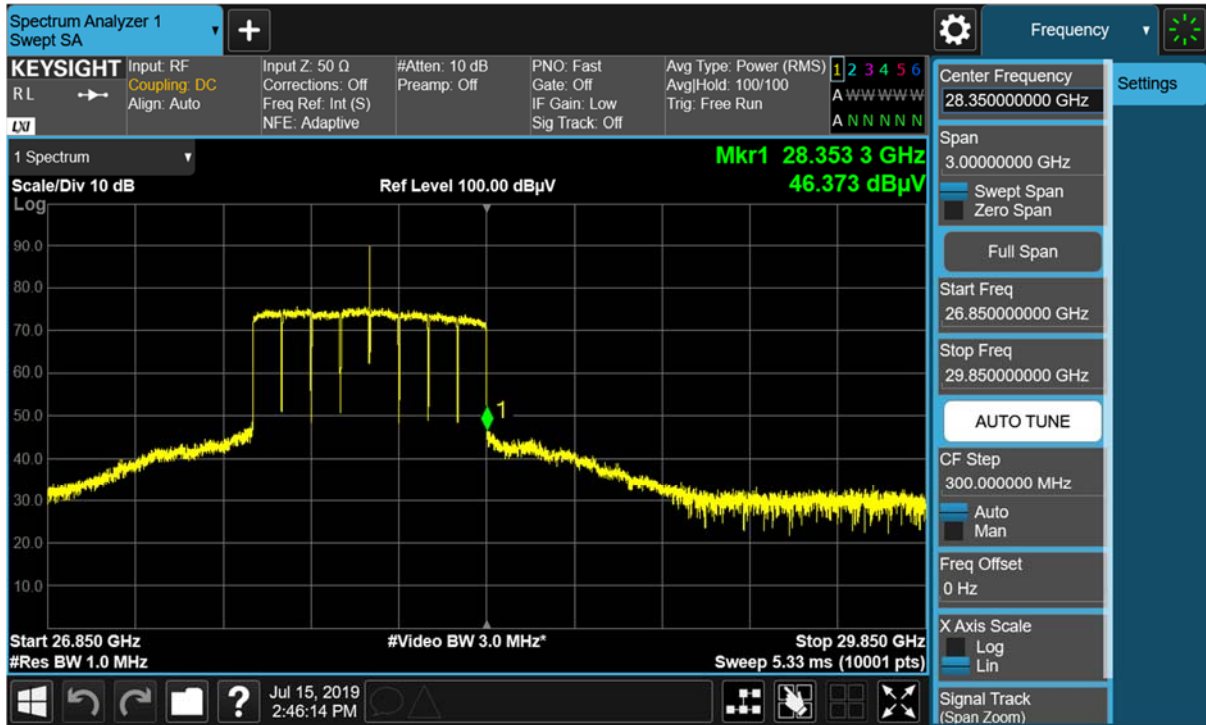 Spectrum Analyzer 1
Swept SA
+
Frequency
KEYSIGHT
RL
LXI
Input: RF
Coupling: DC
Align: Auto
Input Z: 50 Ω
Corrections: Off
Freq Ref: Int (S)
NFE: Adaptive
#Atten: 10 dB
Preamp: Off
PNO: Fast
Gate: Off
IF Gain: Low
Sig Track: Off
Avg Type: Power (RMS)
Avg|Hold: 100/100
Trig: Free Run
1 2 3 4 5 6
A W W W W W
A N N N N N
1 Spectrum
Scale/Div 10 dB
Ref Level 100.00 dBµV
Mkr1 28.353 3 GHz
46.373 dBµV
Log
90.0
80.0
70.0
60.0
50.0
40.0
30.0
20.0
10.0
1
Start 26.850 GHz
#Res BW 1.0 MHz
#Video BW 3.0 MHz*
Stop 29.850 GHz
Sweep 5.33 ms (10001 pts)
Center Frequency
28.350000000 GHz
Settings
Span
3.00000000 GHz
Swept Span
Zero Span
Full Span
Start Freq
26.850000000 GHz
Stop Freq
29.850000000 GHz
AUTO TUNE
CF Step
300.000000 MHz
Auto
Man
Freq Offset
0 Hz
X Axis Scale
Log
Lin
Signal Track
(Span Zoom)
?
Jul 15, 2019
2:46:14 PM